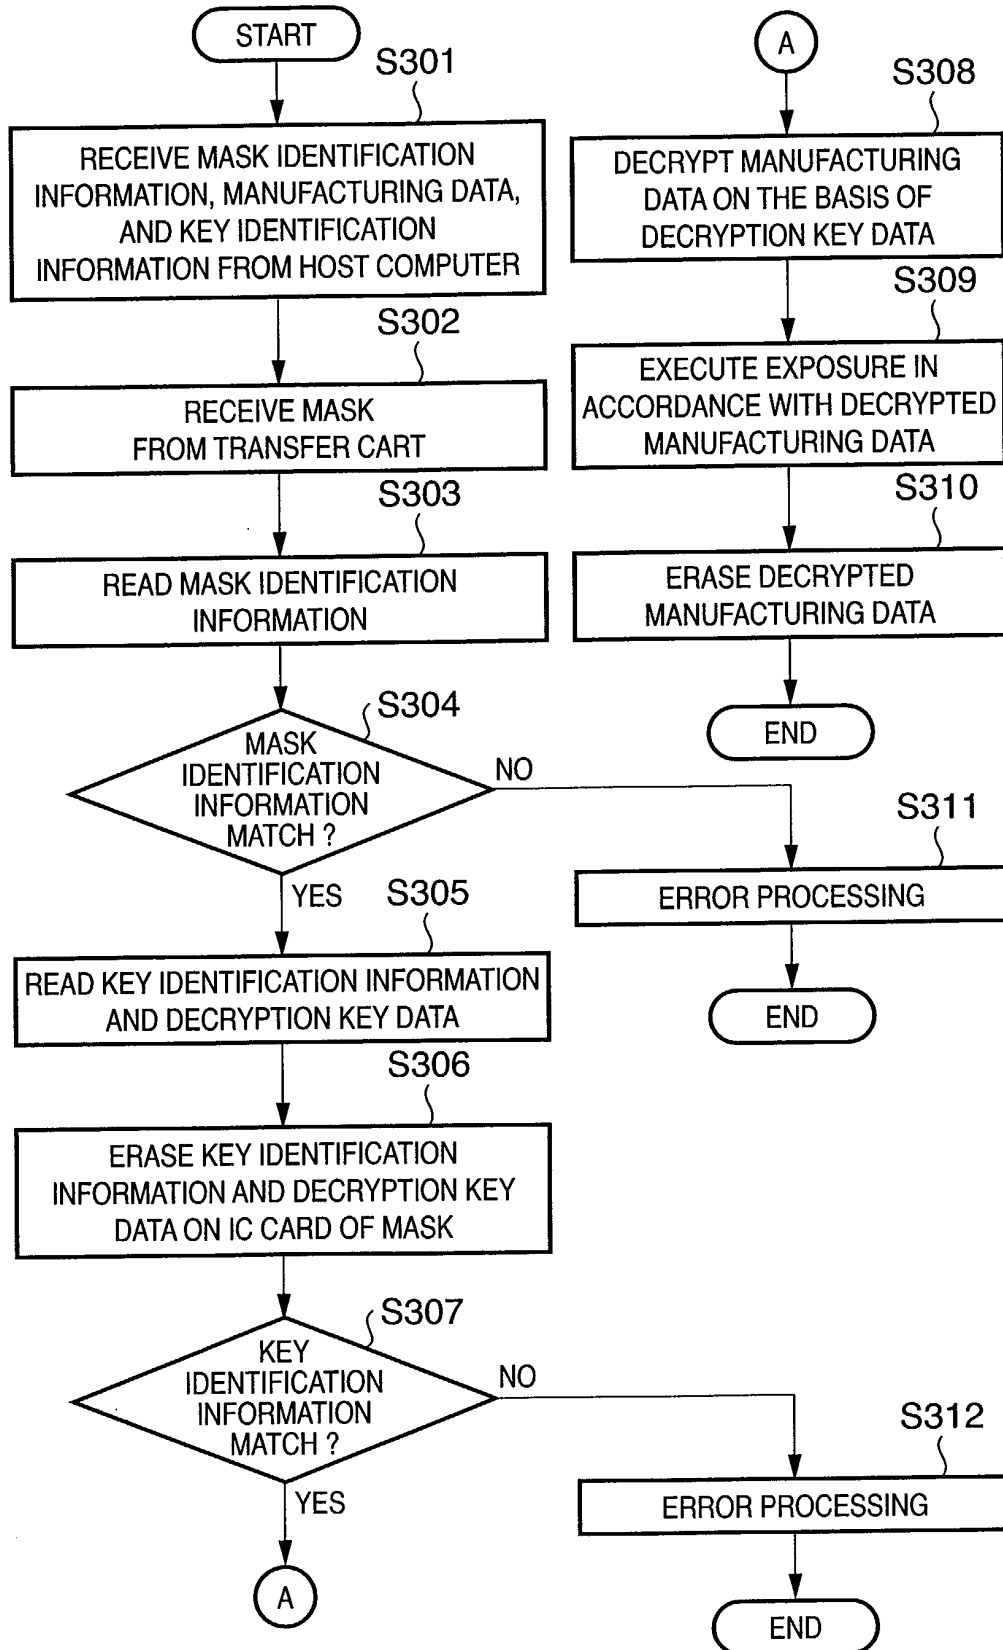 START
S301
RECEIVE MASK IDENTIFICATION
INFORMATION, MANUFACTURING DATA,
AND KEY IDENTIFICATION
INFORMATION FROM HOST COMPUTER
S302
RECEIVE MASK
FROM TRANSFER CART
S303
READ MASK IDENTIFICATION
INFORMATION
S304
MASK
IDENTIFICATION
INFORMATION
MATCH ?
NO
YES
S305
READ KEY IDENTIFICATION INFORMATION
AND DECRYPTION KEY DATA
S306
ERASE KEY IDENTIFICATION
INFORMATION AND DECRYPTION KEY
DATA ON IC CARD OF MASK
S307
KEY
IDENTIFICATION
INFORMATION
MATCH ?
NO
YES
A
A
S308
DECRYPT MANUFACTURING
DATA ON THE BASIS OF
DECRYPTION KEY DATA
S309
EXECUTE EXPOSURE IN
ACCORDANCE WITH DECRYPTED
MANUFACTURING DATA
S310
ERASE DECRYPTED
MANUFACTURING DATA
END
S311
ERROR PROCESSING
END
S312
ERROR PROCESSING
END